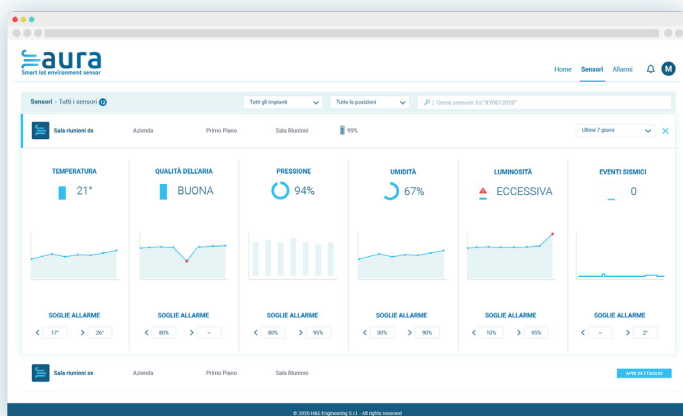 aura
Smart Iot environment sensor
Home Sensori Allarmi M
Sensori - Tutti i sensori 12
Tutti gli impianti Tutte le posizioni Cerca sensore: Es."XY0012020"
Sala riunioni dx Azienda Primo Piano Sala Riunioni 99% Ultimi 7 giorni
TEMPERATURA QUALITÀ DELL'ARIA PRESSIONE UMIDITÀ LUMINOSITÀ EVENTI SISMICI
21° BUONA 94% 67% ECCESSIVA 0
SOGLIE ALLARME SOGLIE ALLARME SOGLIE ALLARME SOGLIE ALLARME SOGLIE ALLARME SOGLIE ALLARME
< 17° > 26° < 80% > – < 80% > 95% < 30% > 90% < 10% > 95% < – > 2°
Sala riunioni sx Azienda Primo Piano Sala Riunioni APRI DETTAGLIO
© 2020 H&S Engineering S.r.l - All rights reserved